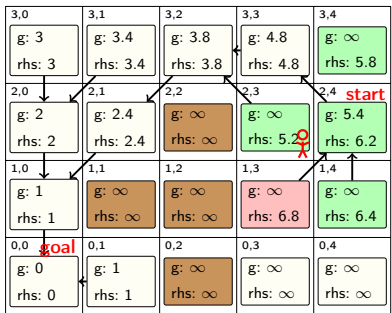 3,0 3,1 3,2 3,3 3,4
g: 3 g: 3.4 g: 3.8 g: 4.8 g: ∞
rhs: 3 rhs: 3.4 rhs: 3.8 rhs: 4.8 rhs: 5.8
2,0 2,1 2,2 2,3 2,4 start
g: 2 g: 2.4 g: ∞ g: ∞ g: 5.4
rhs: 2 rhs: 2.4 rhs: ∞ rhs: 5.2 rhs: 6.2
1,0 1,1 1,2 1,3 1,4
g: 1 g: ∞ g: ∞ g: ∞ g: ∞
rhs: 1 rhs: ∞ rhs: ∞ rhs: 6.8 rhs: 6.4
0,0 goal 0,1 0,2 0,3 0,4
g: 0 g: 1 g: ∞ g: ∞ g: ∞
rhs: 0 rhs: 1 rhs: ∞ rhs: ∞ rhs: ∞